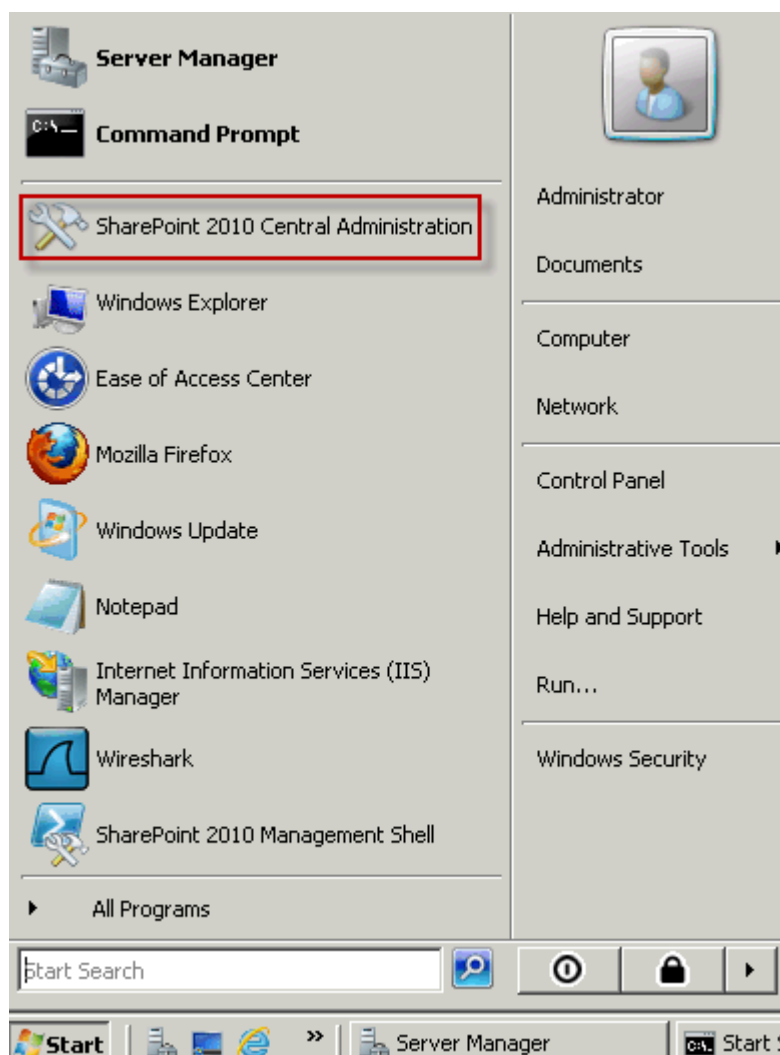 Server Manager
Command Prompt
SharePoint 2010 Central Administration
Windows Explorer
Ease of Access Center
Mozilla Firefox
Windows Update
Notepad
Internet Information Services (IIS)
Manager
Wireshark
SharePoint 2010 Management Shell
All Programs
Start Search
Administrator
Documents
Computer
Network
Control Panel
Administrative Tools
Help and Support
Run...
Windows Security
Start
Server Manager
Start